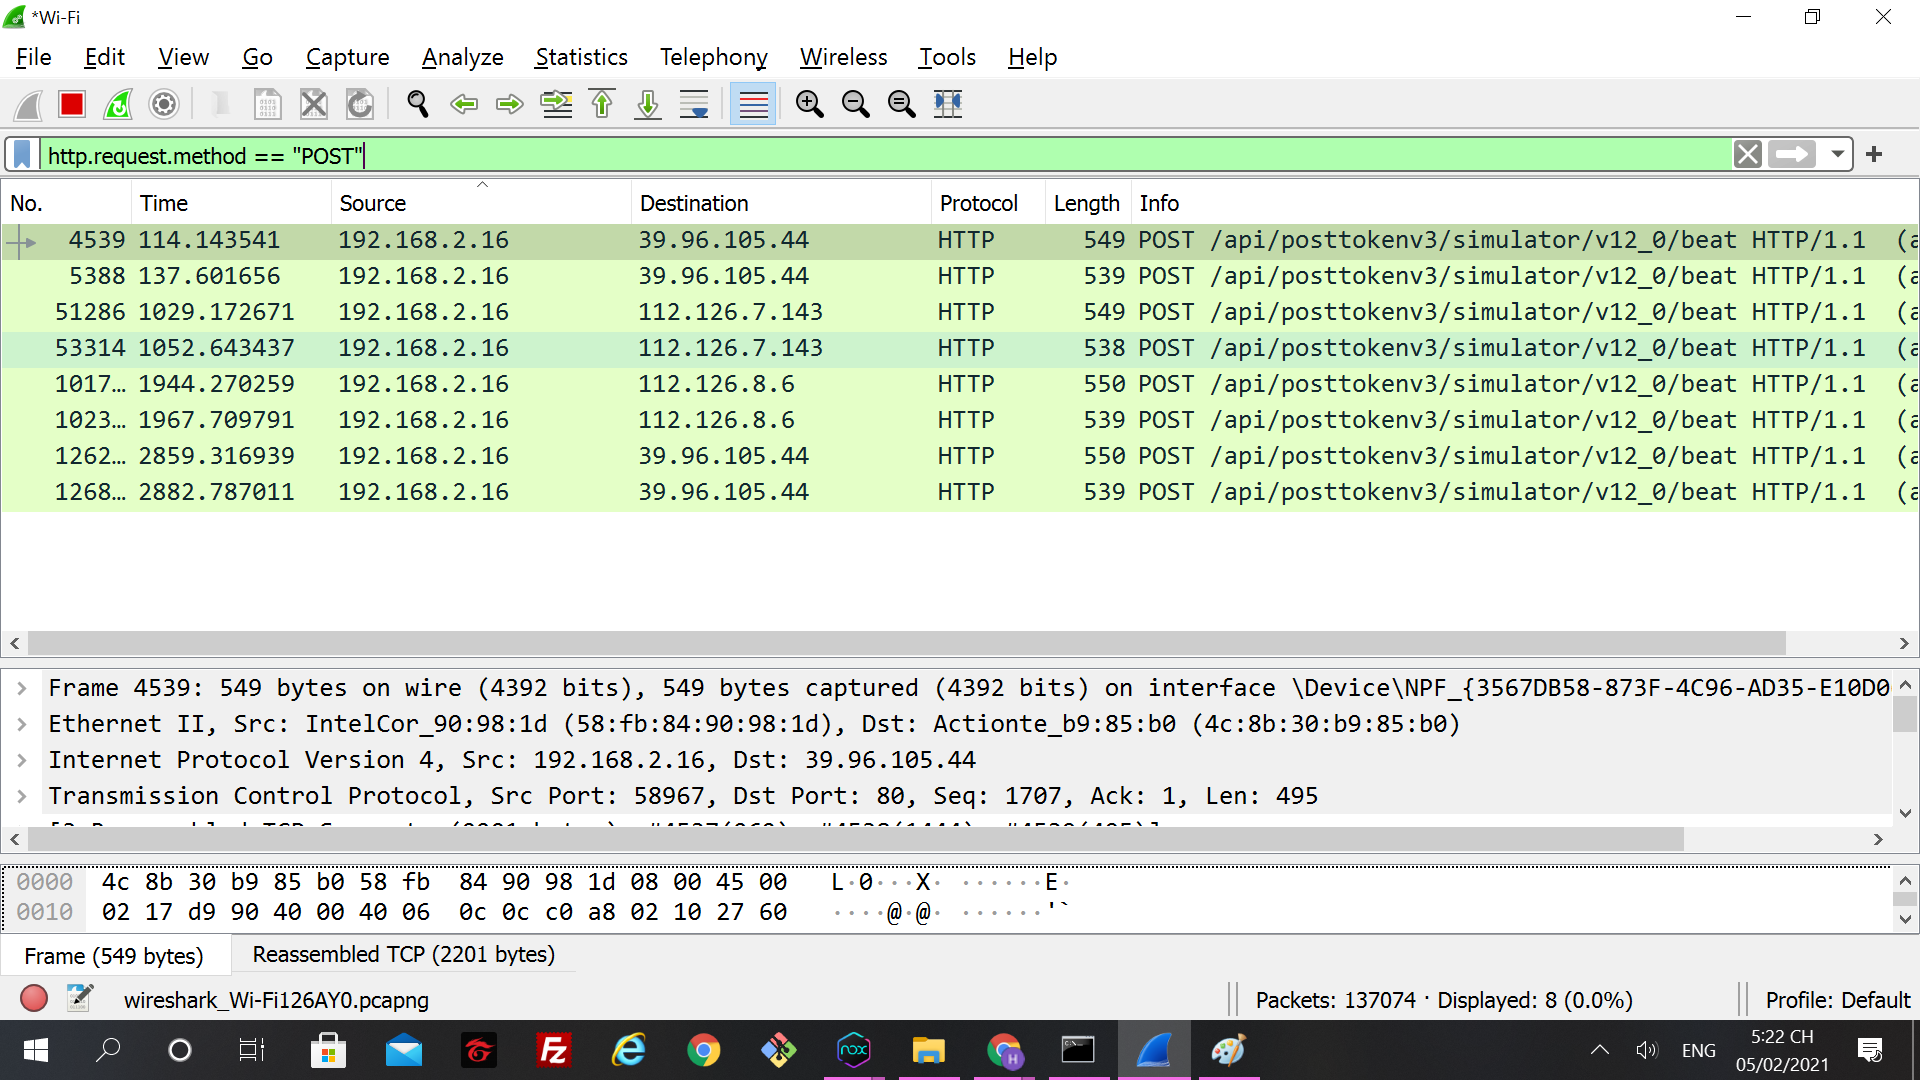 *Wi-Fi
File Edit View Go Capture Analyze Statistics Telephony Wireless Tools Help
http.request.method == "POST"
No. Time Source Destination Protocol Length Info
4539 114.143541 192.168.2.16 39.96.105.44 HTTP 549 POST /api/posttokenv3/simulator/v12_0/beat HTTP/1.1 (a
5388 137.601656 192.168.2.16 39.96.105.44 HTTP 539 POST /api/posttokenv3/simulator/v12_0/beat HTTP/1.1 (a
51286 1029.172671 192.168.2.16 112.126.7.143 HTTP 549 POST /api/posttokenv3/simulator/v12_0/beat HTTP/1.1 (a
53314 1052.643437 192.168.2.16 112.126.7.143 HTTP 538 POST /api/posttokenv3/simulator/v12_0/beat HTTP/1.1 (a
1017… 1944.270259 192.168.2.16 112.126.8.6 HTTP 550 POST /api/posttokenv3/simulator/v12_0/beat HTTP/1.1 (a
1023… 1967.709791 192.168.2.16 112.126.8.6 HTTP 539 POST /api/posttokenv3/simulator/v12_0/beat HTTP/1.1 (a
1262… 2859.316939 192.168.2.16 39.96.105.44 HTTP 550 POST /api/posttokenv3/simulator/v12_0/beat HTTP/1.1 (a
1268… 2882.787011 192.168.2.16 39.96.105.44 HTTP 539 POST /api/posttokenv3/simulator/v12_0/beat HTTP/1.1 (a
Frame 4539: 549 bytes on wire (4392 bits), 549 bytes captured (4392 bits) on interface \Device\NPF_{3567DB58-873F-4C96-AD35-E10D0
Ethernet II, Src: IntelCor_90:98:1d (58:fb:84:90:98:1d), Dst: Actionte_b9:85:b0 (4c:8b:30:b9:85:b0)
Internet Protocol Version 4, Src: 192.168.2.16, Dst: 39.96.105.44
Transmission Control Protocol, Src Port: 58967, Dst Port: 80, Seq: 1707, Ack: 1, Len: 495
0000 4c 8b 30 b9 85 b0 58 fb 84 90 98 1d 08 00 45 00 L·0···X· ······E·
0010 02 17 d9 90 40 00 40 06 0c 0c c0 a8 02 10 27 60 ····@·@· ······'`
Frame (549 bytes) Reassembled TCP (2201 bytes)
wireshark_Wi-Fi126AY0.pcapng Packets: 137074 · Displayed: 8 (0.0%) Profile: Default
ENG 5:22 CH
05/02/2021